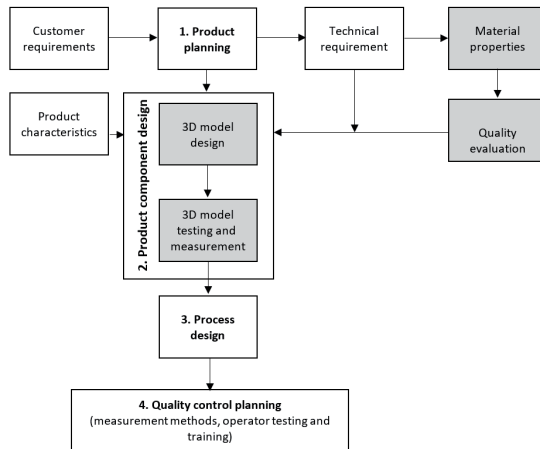 Customer
requirements
1. Product
planning
Technical
requirement
Material
properties
Product
characteristics
2. Product component design
3D model
design
Quality
evaluation
3D model
testing and
measurement
3. Process
design
4. Quality control planning
(measurement methods, operator testing and
training)